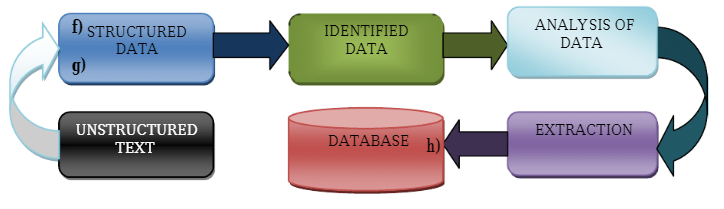 f) STRUCTURED
DATA
g)
IDENTIFIED
DATA
ANALYSIS OF
DATA
UNSTRUCTURED
TEXT
DATABASE h)
EXTRACTION